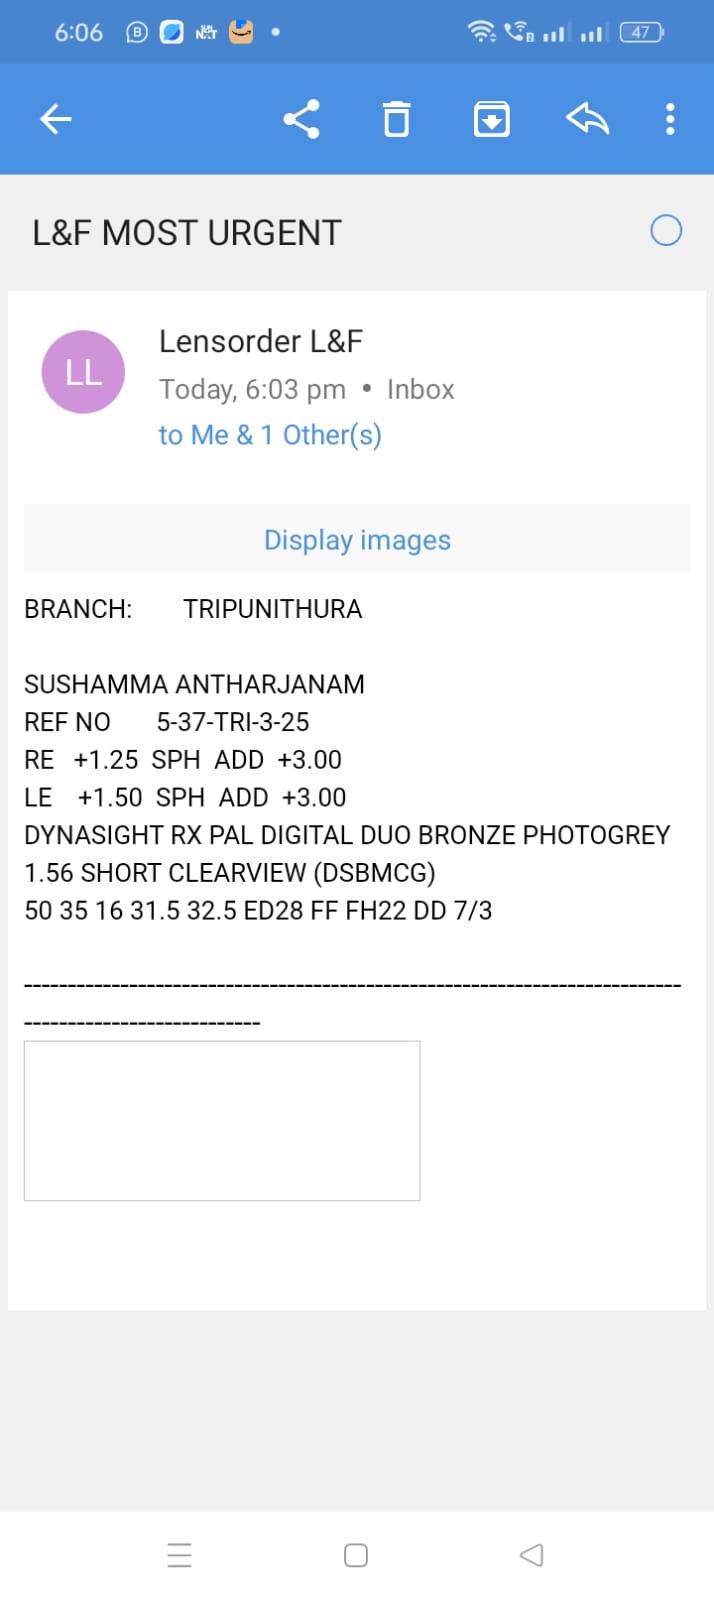 6:06
47
L&F MOST URGENT
LL
Lensorder L&F
Today, 6:03 pm • Inbox
to Me & 1 Other(s)
Display images
BRANCH: TRIPUNITHURA
SUSHAMMA ANTHARJANAM
REF NO 5-37-TRI-3-25
RE +1.25 SPH ADD +3.00
LE +1.50 SPH ADD +3.00
DYNASIGHT RX PAL DIGITAL DUO BRONZE PHOTOGREY
1.56 SHORT CLEARVIEW (DSBMCG)
50 35 16 31.5 32.5 ED28 FF FH22 DD 7/3